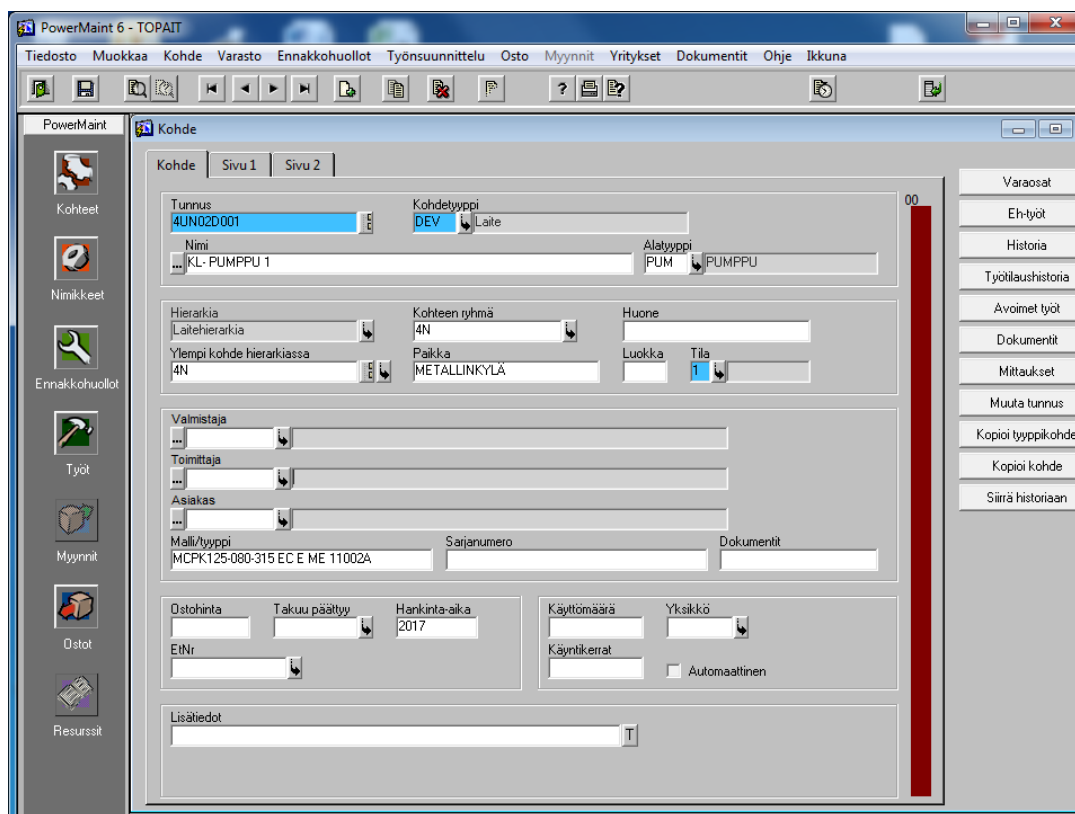 PowerMaint 6 - TOPAIT
Tiedosto Muokkaa Kohde Varasto Ennakkohuollot Työnsuunnittelu Osto Myynnit Yritykset Dokumentit Ohje Ikkuna
PowerMaint
Kohteet
Nimikkeet
Ennakkohuollot
Työt
Myynnit
Ostot
Resurssit
Kohde
Kohde Sivu 1 Sivu 2
00
Tunnus Kohdetyyppi
4UN02D001 DEV Laite
Nimi Alatyyppi
... KL- PUMPPU 1 PUM PUMPPU
Hierarkia Kohteen ryhmä Huone
Laitehierarkia 4N
Ylempi kohde hierarkiassa Paikka Luokka Tila
4N METALLINKYLÄ 1
Valmistaja
...
Toimittaja
...
Asiakas
...
Malli/tyyppi Sarjanumero Dokumentit
MCPK125-080-315 EC E ME 11002A
Ostohinta Takuu päättyy Hankinta-aika Käyttömäärä Yksikkö
2017
EtNr Käyntikerrat
Automaattinen
Lisätiedot
T
Varaosat
Eh-työt
Historia
Työtilaushistoria
Avoimet työt
Dokumentit
Mittaukset
Muuta tunnus
Kopioi tyyppikohde
Kopioi kohde
Siirrä historiaan